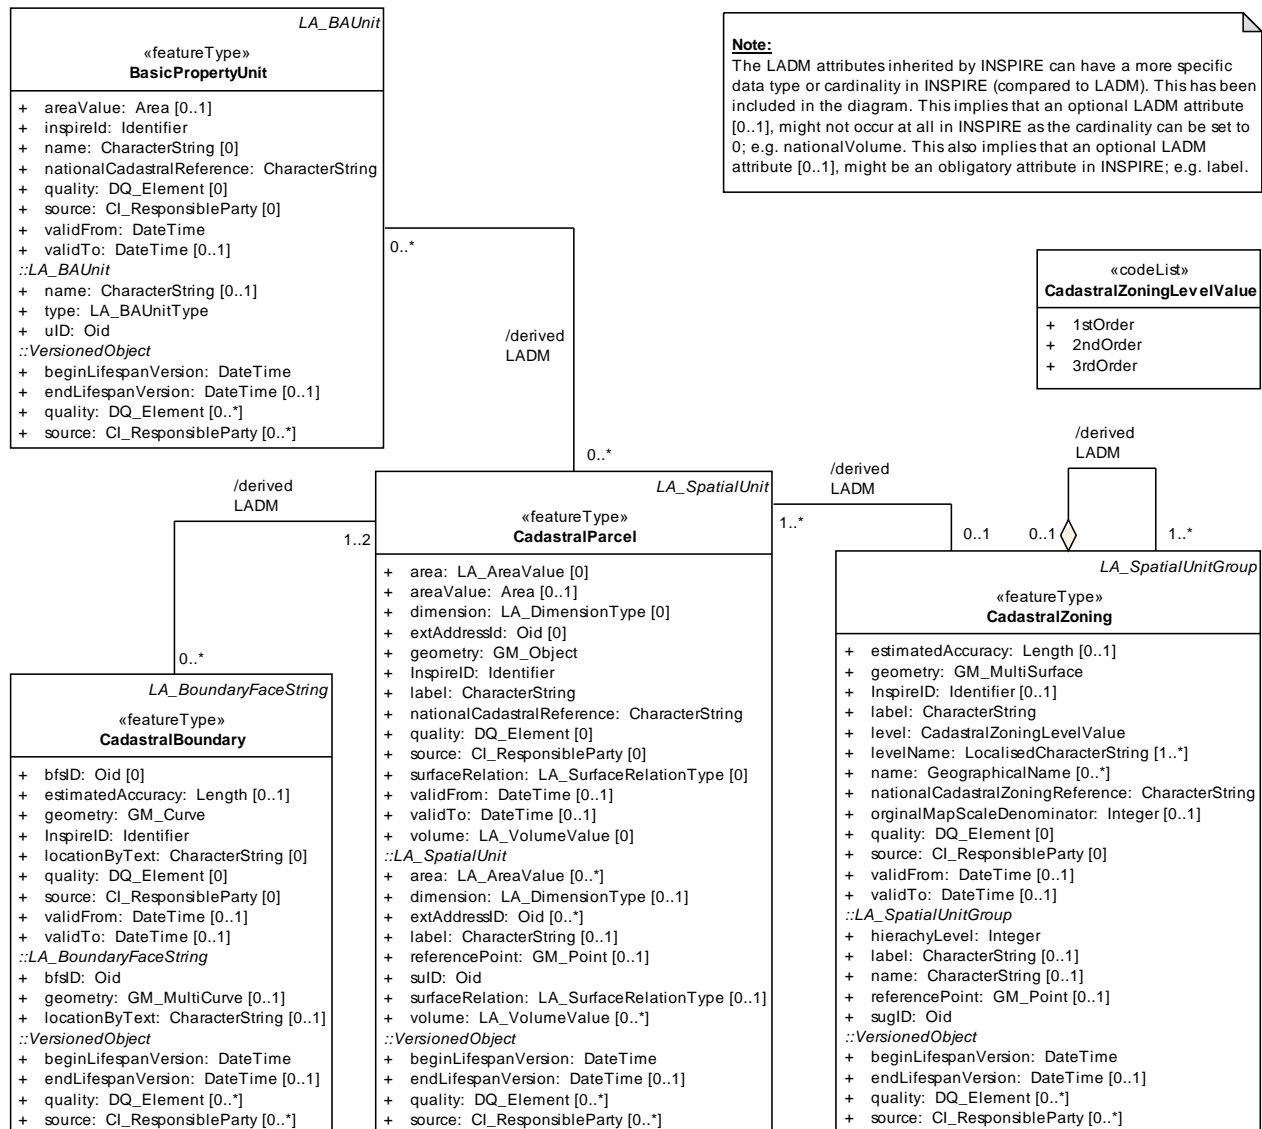 LA_BAUnit
«featureType»
BasicPropertyUnit
+ areaValue: Area [0..1]
+ inspireId: Identifier
+ name: CharacterString [0]
+ nationalCadastralReference: CharacterString
+ quality: DQ_Element [0]
+ source: CI_ResponsibleParty [0]
+ validFrom: DateTime
+ validTo: DateTime [0..1]
::LA_BAUnit
+ name: CharacterString [0..1]
+ type: LA_BAUnitType
+ uID: Oid
::VersionedObject
+ beginLifespanVersion: DateTime
+ endLifespanVersion: DateTime [0..1]
+ quality: DQ_Element [0..*]
+ source: CI_ResponsibleParty [0..*]
Note:
The LADM attributes inherited by INSPIRE can have a more specific
data type or cardinality in INSPIRE (compared to LADM). This has been
included in the diagram. This implies that an optional LADM attribute
[0..1], might not occur at all in INSPIRE as the cardinality can be set to
0; e.g. nationalVolume. This also implies that an optional LADM
attribute [0..1], might be an obligatory attribute in INSPIRE; e.g. label.
0..*
/derived
LADM
0..*
«codeList»
CadastralZoningLevelValue
+ 1stOrder
+ 2ndOrder
+ 3rdOrder
/derived
LADM
0..1
1..*
/derived
LADM
1..*
0..1
/derived
LADM
1..2
0..*
LA_SpatialUnit
«featureType»
CadastralParcel
+ area: LA_AreaValue [0]
+ areaValue: Area [0..1]
+ dimension: LA_DimensionType [0]
+ extAddressId: Oid [0]
+ geometry: GM_Object
+ InspireID: Identifier
+ label: CharacterString
+ nationalCadastralReference: CharacterString
+ quality: DQ_Element [0]
+ source: CI_ResponsibleParty [0]
+ surfaceRelation: LA_SurfaceRelationType [0]
+ validFrom: DateTime [0..1]
+ validTo: DateTime [0..1]
+ volume: LA_VolumeValue [0]
::LA_SpatialUnit
+ area: LA_AreaValue [0..*]
+ dimension: LA_DimensionType [0..1]
+ extAddressID: Oid [0..*]
+ label: CharacterString [0..1]
+ referencePoint: GM_Point [0..1]
+ suID: Oid
+ surfaceRelation: LA_SurfaceRelationType [0..1]
+ volume: LA_VolumeValue [0..*]
::VersionedObject
+ beginLifespanVersion: DateTime
+ endLifespanVersion: DateTime [0..1]
+ quality: DQ_Element [0..*]
+ source: CI_ResponsibleParty [0..*]
LA_BoundaryFaceString
«featureType»
CadastralBoundary
+ bfsID: Oid [0]
+ estimatedAccuracy: Length [0..1]
+ geometry: GM_Curve
+ InspireID: Identifier
+ locationByText: CharacterString [0]
+ quality: DQ_Element [0]
+ source: CI_ResponsibleParty [0]
+ validFrom: DateTime [0..1]
+ validTo: DateTime [0..1]
::LA_BoundaryFaceString
+ bfsID: Oid
+ geometry: GM_MultiCurve [0..1]
+ locationByText: CharacterString [0..1]
::VersionedObject
+ beginLifespanVersion: DateTime
+ endLifespanVersion: DateTime [0..1]
+ quality: DQ_Element [0..*]
+ source: CI_ResponsibleParty [0..*]
LA_SpatialUnitGroup
«featureType»
CadastralZoning
+ estimatedAccuracy: Length [0..1]
+ geometry: GM_MultiSurface
+ InspireID: Identifier [0..1]
+ label: CharacterString
+ level: CadastralZoningLevelValue
+ levelName: LocalisedCharacterString [1..*]
+ name: GeographicalName [0..*]
+ nationalCadastralZoningReference: CharacterString
+ orginalMapScaleDenominator: Integer [0..1]
+ quality: DQ_Element [0]
+ source: CI_ResponsibleParty [0]
+ validFrom: DateTime [0..1]
+ validTo: DateTime [0..1]
::LA_SpatialUnitGroup
+ hierachyLevel: Integer
+ label: CharacterString [0..1]
+ name: CharacterString [0..1]
+ referencePoint: GM_Point [0..1]
+ sugID: Oid
::VersionedObject
+ beginLifespanVersion: DateTime
+ endLifespanVersion: DateTime [0..1]
+ quality: DQ_Element [0..*]
+ source: CI_ResponsibleParty [0..*]